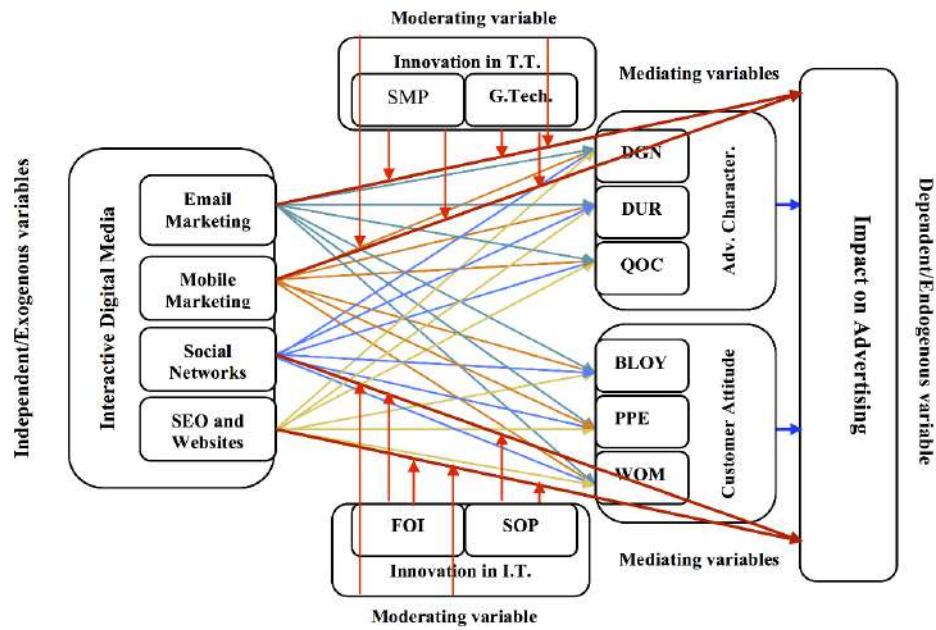 Moderating variable
Innovation in T.T.
SMP
G.Tech.
Mediating variables
Independent/Exogenous variables
Interactive Digital Media
Email
Marketing
Mobile
Marketing
Social
Networks
SEO and
Websites
DGN
DUR
QOC
Adv. Character.
BLOY
PPE
WOM
Customer Attitude
Impact on Advertising
Dependent/Endogenous variable
FOI
SOP
Innovation in I.T.
Mediating variables
Moderating variable